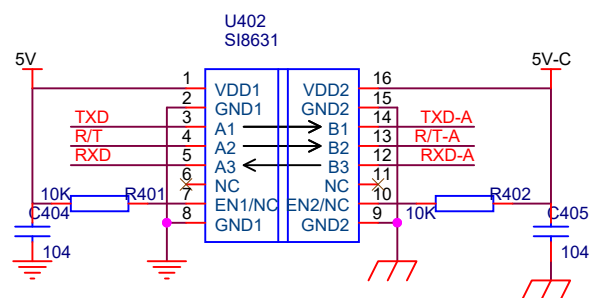 U402
SI8631
5V
5V-C
1 VDD1 VDD2 16
2 GND1 GND2 15
TXD 3 A1 B1 14 TXD-A
R/T 4 A2 B2 13 R/T-A
RXD 5 A3 B3 12 RXD-A
6 NC NC 11
10K R401 7 EN1/NC EN2/NC 10 R402
C404 8 GND1 GND2 9 10K C405
104
104